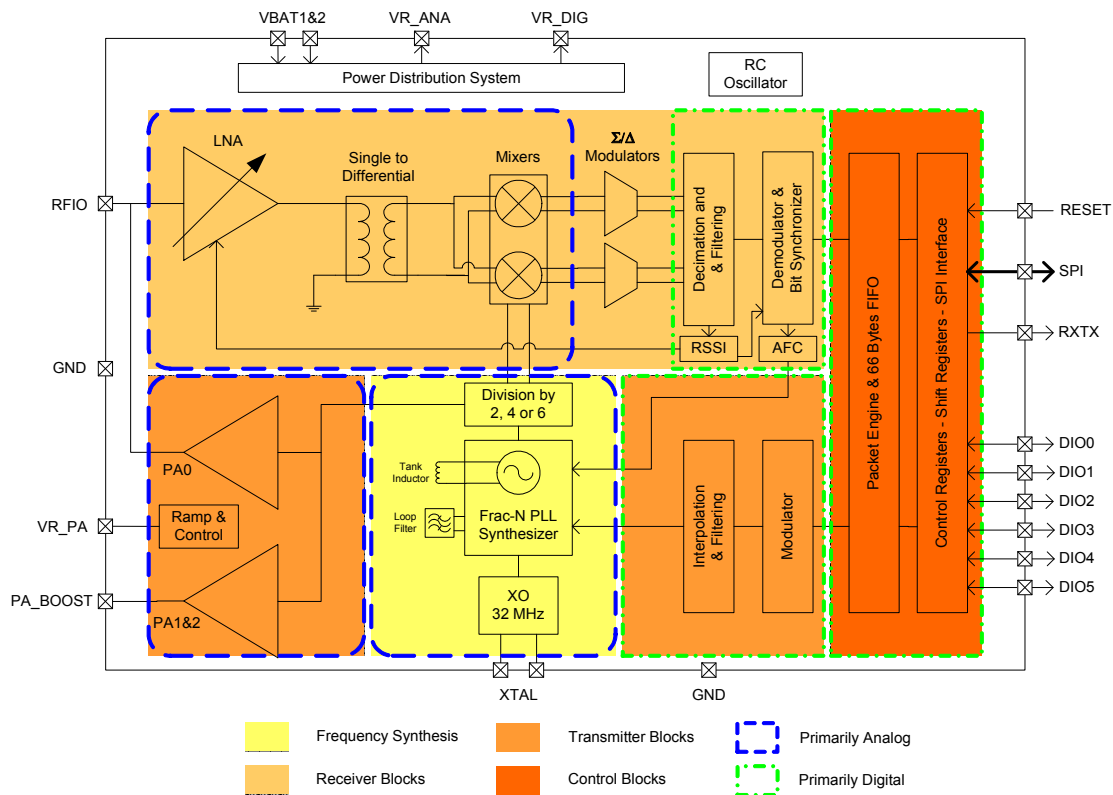 VBAT1&2
VR_ANA
VR_DIG
Power Distribution System
RC
Oscillator
LNA
Single to
Differential
Mixers
Σ/Δ
Modulators
Decimation and
& Filtering
Demodulator &
Bit Synchronizer
RSSI
AFC
Packet Engine & 66 Bytes FIFO
Control Registers - Shift Registers - SPI Interface
RFIO
GND
VR_PA
PA_BOOST
RESET
SPI
RXTX
DIO0
DIO1
DIO2
DIO3
DIO4
DIO5
PA0
Ramp &
Control
PA1&2
Division by
2, 4 or 6
Tank
Inductor
Loop
Filter
Frac-N PLL
Synthesizer
XO
32 MHz
Interpolation
& Filtering
Modulator
XTAL
GND
Frequency Synthesis
Transmitter Blocks
Primarily Analog
Receiver Blocks
Control Blocks
Primarily Digital